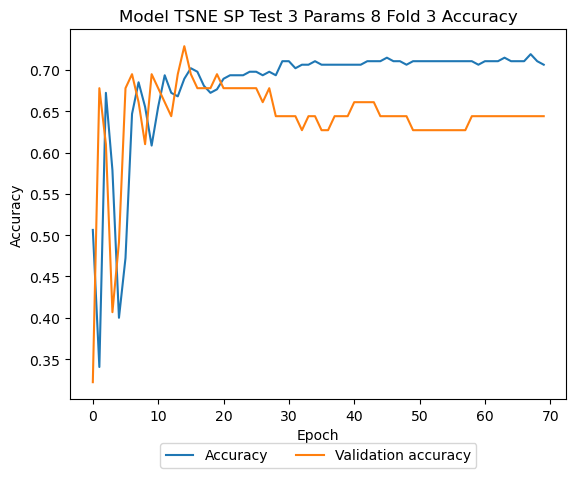 Model TSNE SP Test 3 Params 8 Fold 3 Accuracy
Accuracy
0.70
0.65
0.60
0.55
0.50
0.45
0.40
0.35
0 10 20 30 40 50 60 70
Epoch
Accuracy Validation accuracy